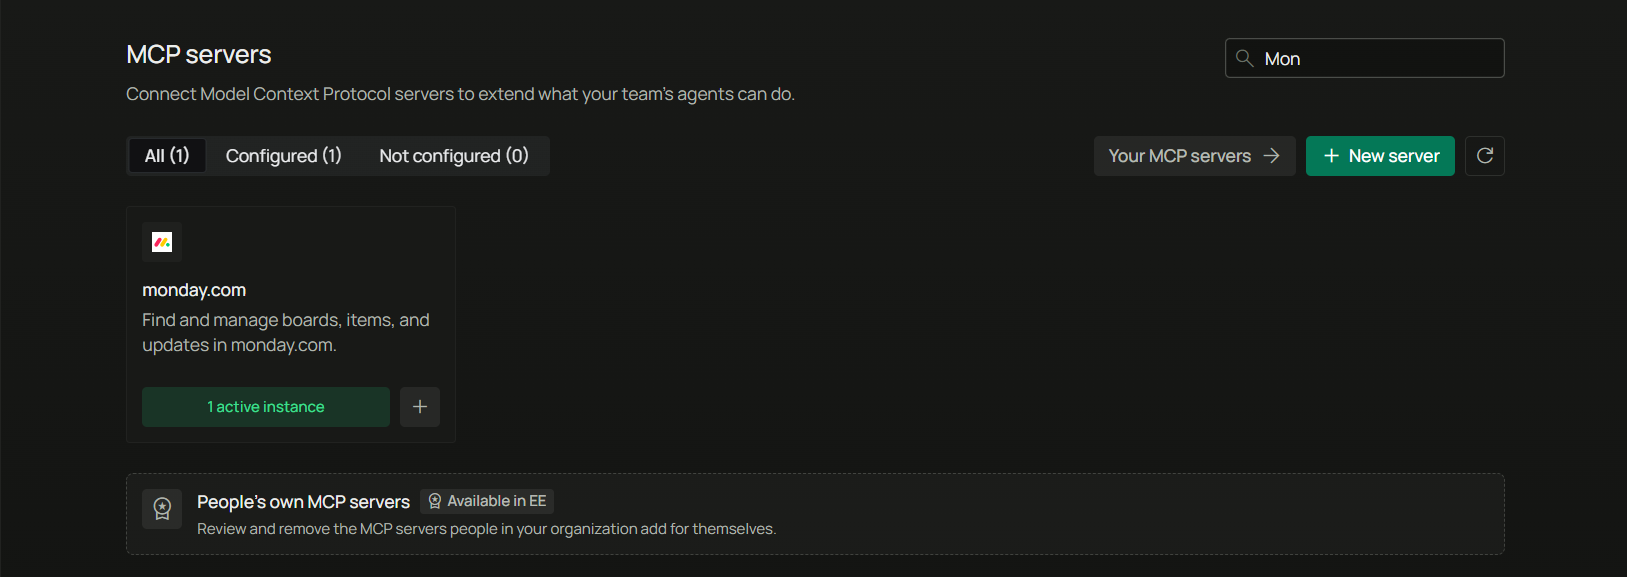 MCP servers
Mon
Connect Model Context Protocol servers to extend what your team's agents can do.
All (1)
Configured (1)
Not configured (0)
Your MCP servers
New server
monday.com
Find and manage boards, items, and
updates in monday.com.
1 active instance
People's own MCP servers
Available in EE
Review and remove the MCP servers people in your organization add for themselves.